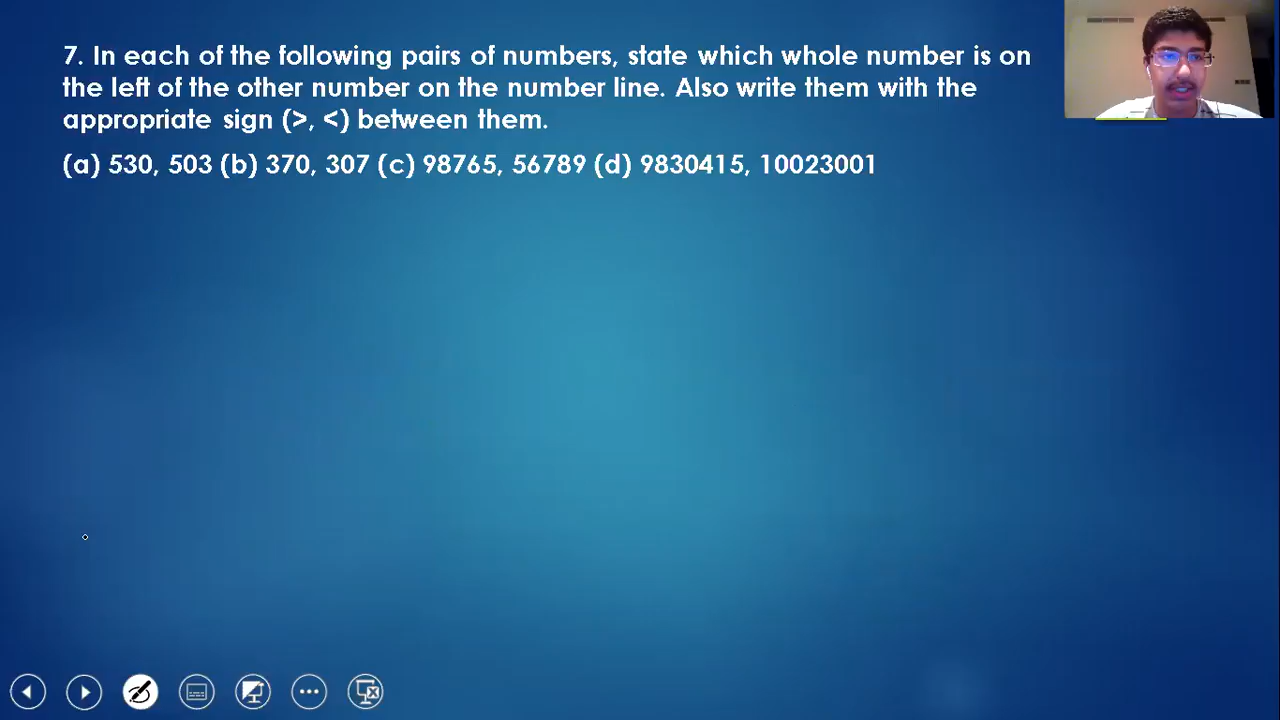 7. In each of the following pairs of numbers, state which whole number is on
the left of the other number on the number line. Also write them with the
appropriate sign (>, <) between them.
(a) 530, 503 (b) 370, 307 (c) 98765, 56789 (d) 9830415, 10023001